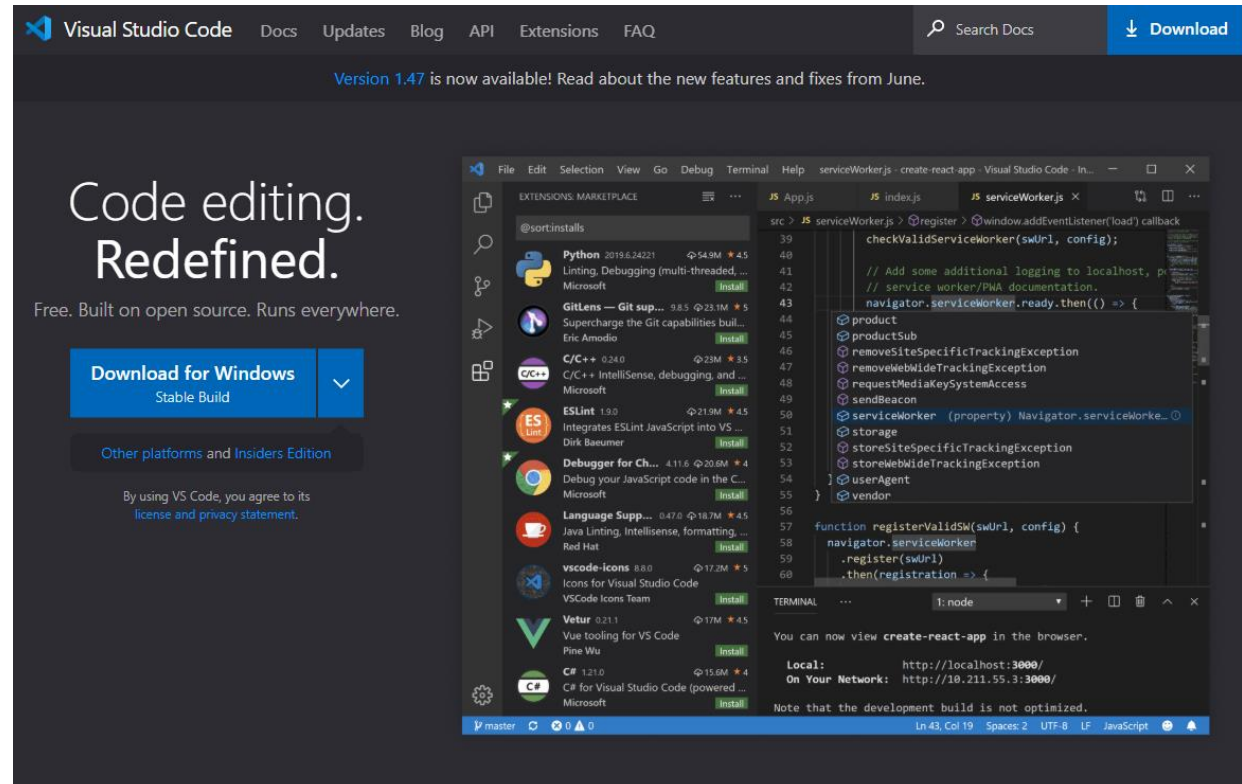 Visual Studio Code Docs Updates Blog API Extensions FAQ Search Docs Download
Version 1.47 is now available! Read about the new features and fixes from June.
Code editing.
Redefined.
Free. Built on open source. Runs everywhere.
Download for Windows
Stable Build
Other platforms and Insiders Edition
By using VS Code, you agree to its
license and privacy statement.
File Edit Selection View Go Debug Terminal Help serviceWorker.js - create-react-app - Visual Studio Code - In...
EXTENSIONS: MARKETPLACE ...
@sort:installs
Python 2019.6.24221 54.9M ★ 4.5
Linting, Debugging (multi-threaded, ...
Microsoft Install
GitLens — Git sup... 9.8.5 23.1M ★ 5
Supercharge the Git capabilities buil...
Eric Amodio Install
C/C++ C/C++ 0.24.0 23M ★ 3.5
C/C++ IntelliSense, debugging, and ...
Microsoft Install
ES Lint ESLint 1.9.0 21.9M ★ 4.5
Integrates ESLint JavaScript into VS ...
Dirk Baeumer Install
Debugger for Ch... 4.11.6 20.6M ★ 4
Debug your JavaScript code in the C...
Microsoft Install
Language Supp... 0.47.0 18.7M ★ 4.5
Java Linting, Intellisense, formatting, ...
Red Hat Install
vscode-icons 8.8.0 17.2M ★ 5
Icons for Visual Studio Code
VSCode Icons Team Install
Vetur 0.21.1 17M ★ 4.5
Vue tooling for VS Code
Pine Wu Install
C# C# 1.21.0 15.6M ★ 4
C# for Visual Studio Code (powered ...
Microsoft Install
JS App.js JS index.js JS serviceWorker.js ×
src > JS serviceWorker.js > register > window.addEventListener('load') callback
39 checkValidServiceWorker(swUrl, config);
40
41 // Add some additional logging to localhost, p
42 // service worker/PWA documentation.
43 navigator.serviceWorker.ready.then(() => {
44 product
45 productSub
46 removeSiteSpecificTrackingException
47 removeWebWideTrackingException
48 requestMediaKeySystemAccess
49 sendBeacon
50 serviceWorker (property) Navigator.serviceWorke...
51 storage
52 storeSiteSpecificTrackingException
53 storeWebWideTrackingException
54 } userAgent
55 } vendor
56
57 function registerValidSW(swUrl, config) {
58 navigator.serviceWorker
59 .register(swUrl)
60 .then(registration => {
TERMINAL ... 1: node
You can now view create-react-app in the browser.
Local: http://localhost:3000/
On Your Network: http://10.211.55.3:3000/
Note that the development build is not optimized.
master 0 0 Ln 43, Col 19 Spaces: 2 UTF-8 LF JavaScript